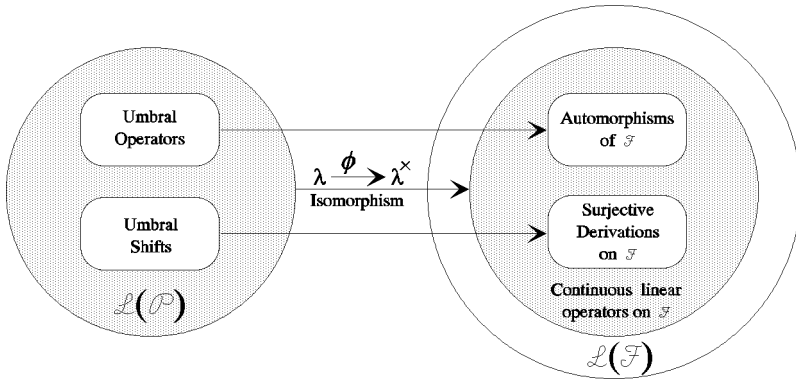 Umbral
Operators
Automorphisms
of ℱ
ϕ
λ → λ×
Isomorphism
Umbral
Shifts
Surjective
Derivations
on ℱ
Continuous linear
operators on ℱ
ℒ(𝒫)
ℒ(ℱ)